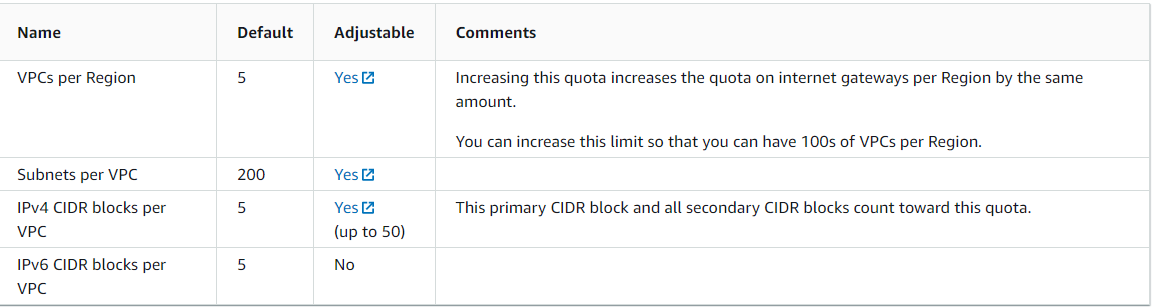 Name Default Adjustable Comments
VPCs per Region 5 Yes Increasing this quota increases the quota on internet gateways per Region by the same
amount.
You can increase this limit so that you can have 100s of VPCs per Region.
Subnets per VPC 200 Yes
IPv4 CIDR blocks per 5 Yes This primary CIDR block and all secondary CIDR blocks count toward this quota.
VPC (up to 50)
IPv6 CIDR blocks per 5 No
VPC